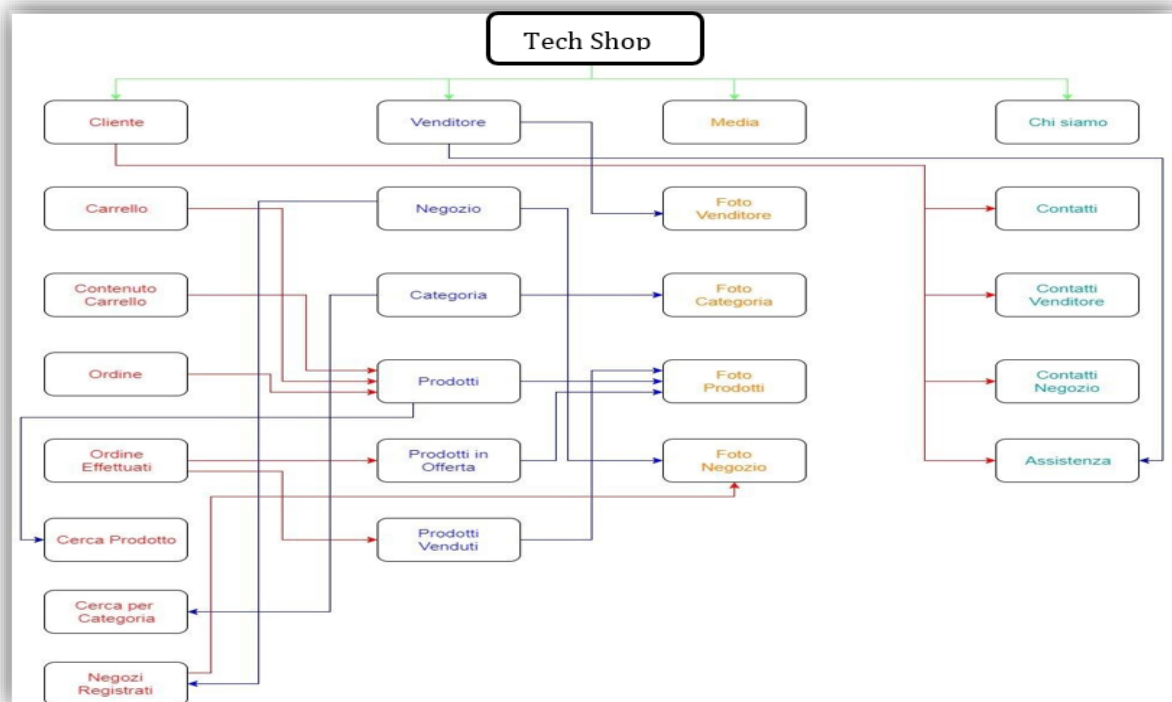 Tech Shop
Cliente
Venditore
Media
Chi siamo
Carrello
Negozio
Foto
Venditore
Contatti
Contenuto
Carrello
Categoria
Foto
Categoria
Contatti
Venditore
Ordine
Prodotti
Foto
Prodotti
Contatti
Negozio
Ordine
Effettuati
Prodotti in
Offerta
Foto
Negozio
Assistenza
Cerca Prodotto
Prodotti
Venduti
Cerca per
Categoria
Negozi
Registrati